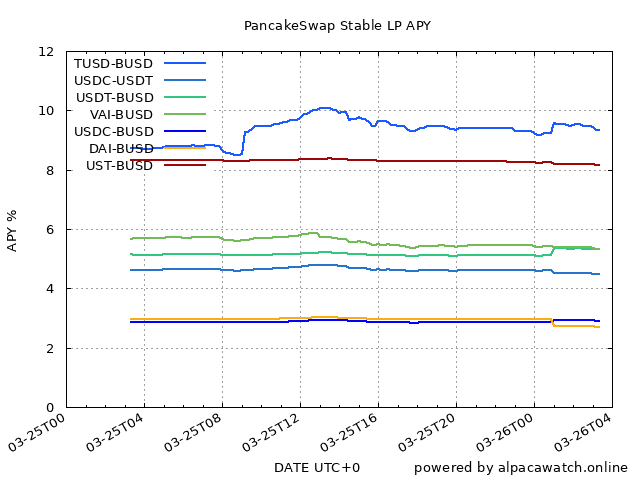 PancakeSwap Stable LP APY
12
10
8
6
4
2
0
APY %
TUSD-BUSD
USDC-USDT
USDT-BUSD
VAI-BUSD
USDC-BUSD
DAI-BUSD
UST-BUSD
03-25T00
03-25T04
03-25T08
03-25T12
03-25T16
03-25T20
03-26T00
03-26T04
DATE UTC+0
powered by alpacawatch.online